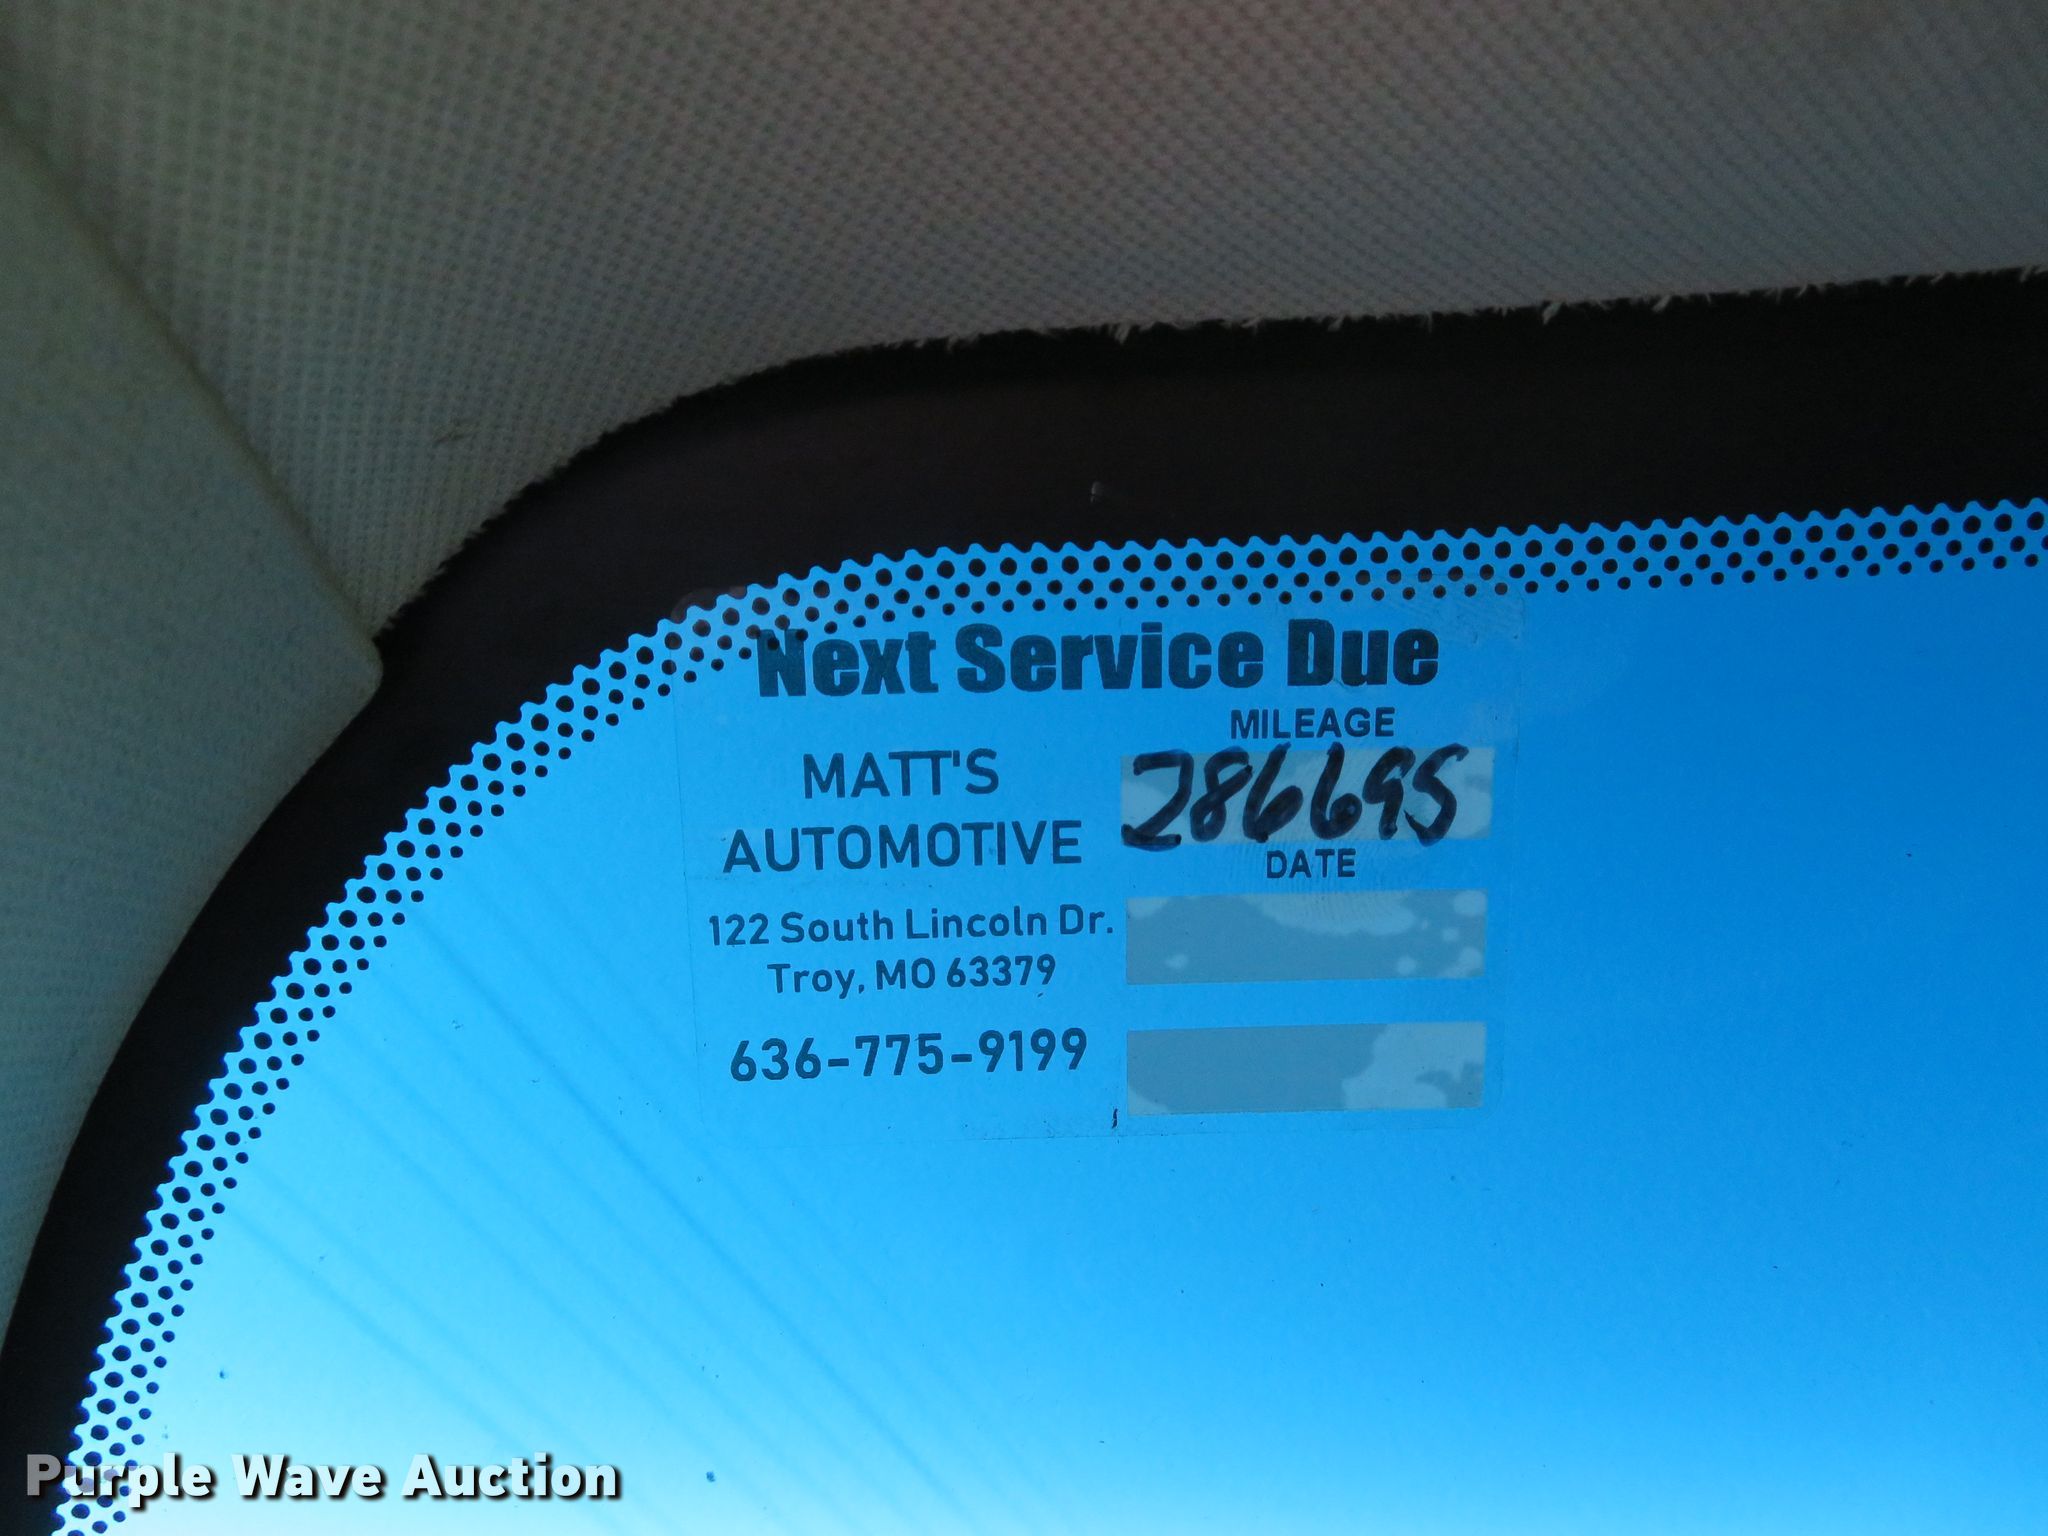 Next Service Due
MILEAGE
MATT'S
286695
AUTOMOTIVE
DATE
122 South Lincoln Dr.
Troy, MO 63379
636-775-9199
Purple Wave Auction